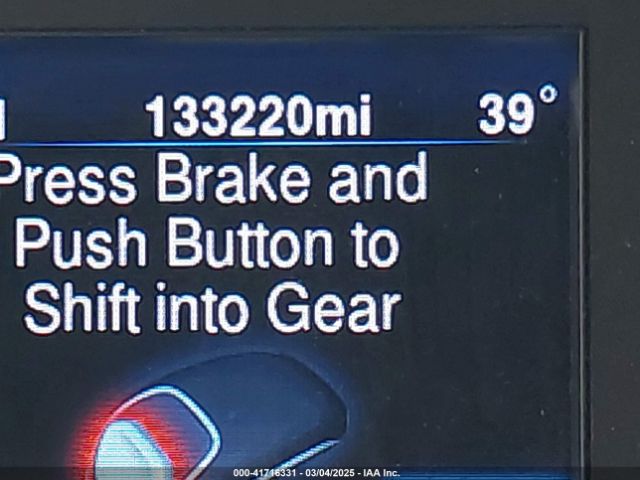 133220mi 39°
Press Brake and
Push Button to
Shift into Gear
000-41716331 - 03/04/2025 - IAA Inc.